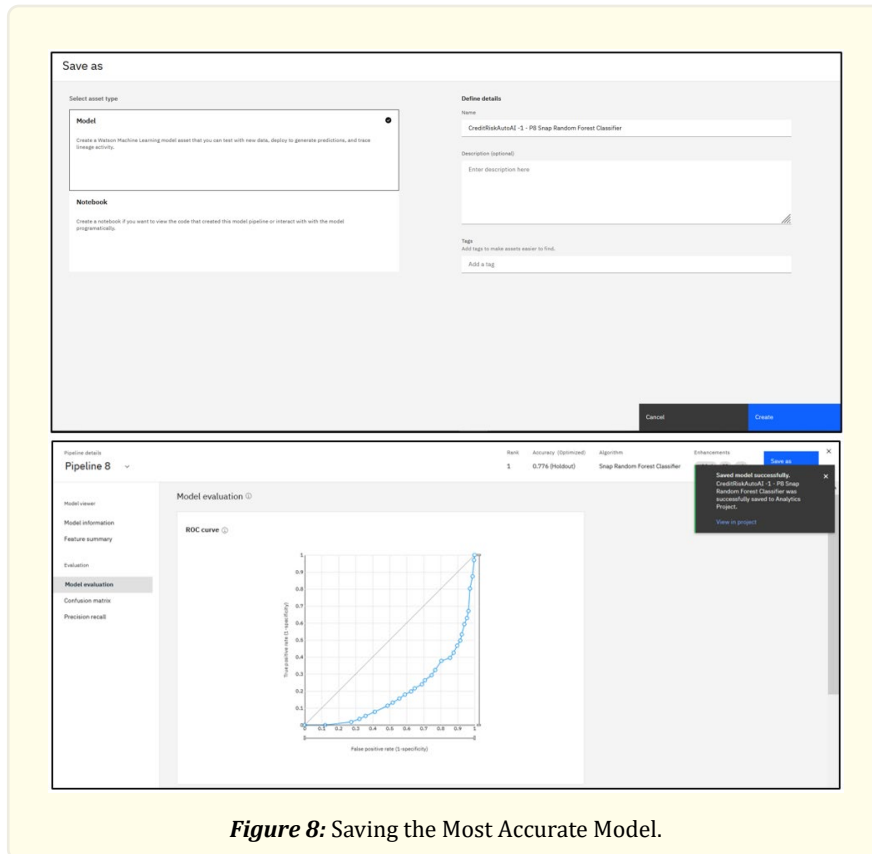 Save as
Select asset type
Model
Create a Watson Machine Learning model asset that you can test with new data, deploy to generate predictions, and trace
lineage activity.
Notebook
Create a notebook if you want to view the code that created this model pipeline or interact with with the model
programatically.
Define details
Name
CreditRiskAutoAI -1 - P8 Snap Random Forest Classifier
Description (optional)
Enter description here
Tags
Add tags to make assets easier to find.
Add a tag
Cancel
Create
Pipeline details
Pipeline 8
Rank
1
Accuracy (Optimized)
0.776 (Holdout)
Algorithm
Snap Random Forest Classifier
Enhancements
Save as
Saved model successfully.
CreditRiskAutoAI -1 - P8 Snap
Random Forest Classifier was
successfully saved to Analytics
Project.
View in project
Model viewer
Model information
Feature summary
Evaluation
Model evaluation
Confusion matrix
Precision recall
Model evaluation
ROC curve
True positive rate (1-specificity)
1
0.9
0.8
0.7
0.6
0.5
0.4
0.3
0.2
0.1
0
0 0.1 0.2 0.3 0.4 0.5 0.6 0.7 0.8 0.9 1
False positive rate (1-specificity)
Figure 8: Saving the Most Accurate Model.